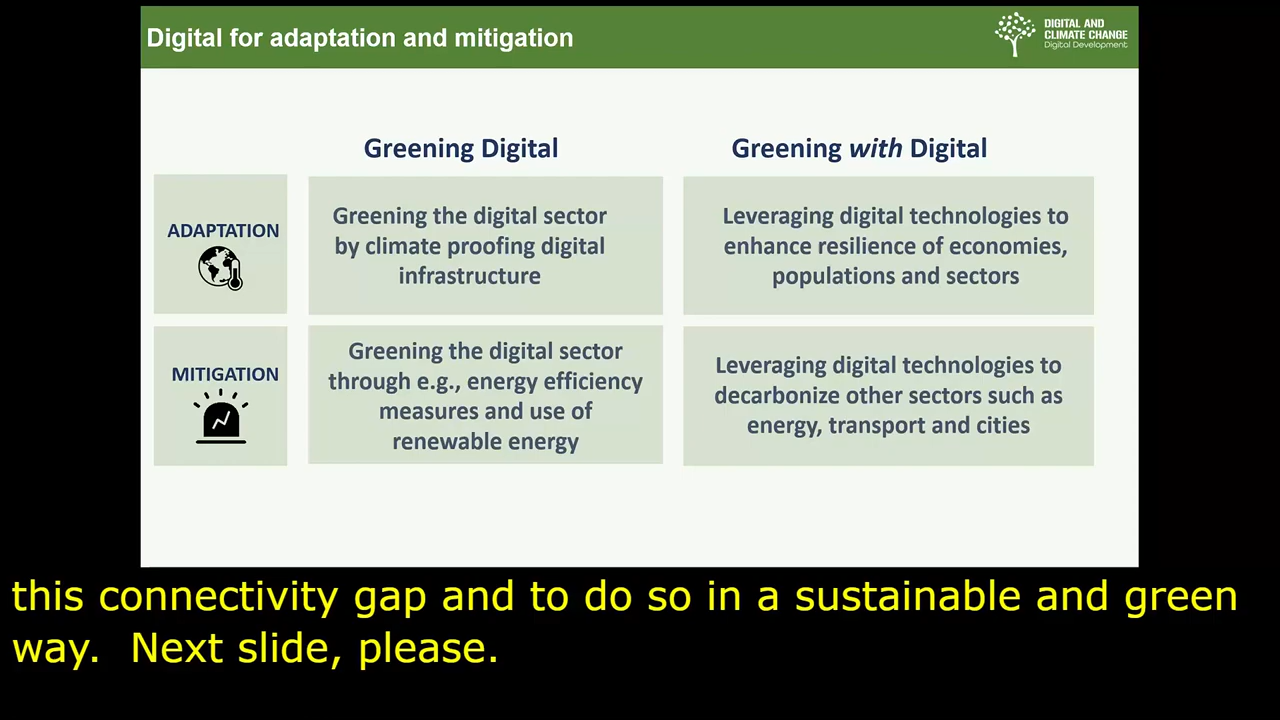 Digital for adaptation and mitigation
DIGITAL AND
CLIMATE CHANGE
Digital Development
Greening Digital
Greening with Digital
ADAPTATION
Greening the digital sector
by climate proofing digital
infrastructure
Leveraging digital technologies to
enhance resilience of economies,
populations and sectors
MITIGATION
Greening the digital sector
through e.g., energy efficiency
measures and use of
renewable energy
Leveraging digital technologies to
decarbonize other sectors such as
energy, transport and cities
this connectivity gap and to do so in a sustainable and green
way.  Next slide, please.